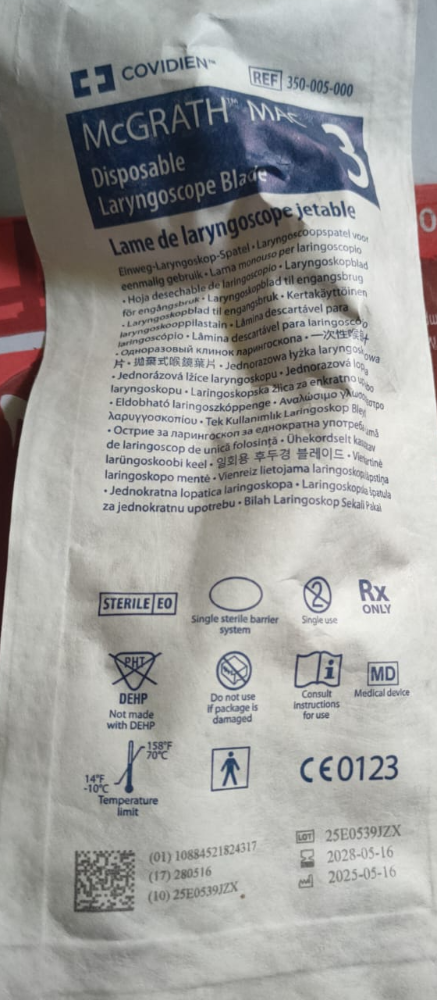 COVIDIEN™
REF 350-005-000
McGRATH™ MAC
3
Disposable
Laryngoscope Blade
Lame de laryngoscope jetable
Einweg-Laryngoskop-Spatel • Laryngoscoopspatel voor
eenmalig gebruik • Lama monouso per laringoscopio
• Hoja desechable de laringoscopio • Laryngoskopblad
för engångsbruk • Laryngoskopblad til engangsbrug
• Laryngoskopblad til engangsbruk • Kertakäyttöinen
laryngoskooppilastain • Lâmina descartável para
laringoscópio • Lâmina descartável para laringoscópio
• Одноразовый клинок ларингоскопа • 一次性喉镜
片 • 拋棄式喉鏡葉片 • Jednorazowa łyżka laryngoskopowa
• Jednorázová lžíce laryngoskopu • Jednorazová lopa
laryngoskopu • Laringoskopska žlica za enkratno uporabo
• Eldobható laringoszkóppenge • Αναλώσιμο γλωσσοπίεστρο
λαρυγγοσκοπίου • Tek Kullanımlık Laringoskop Bleyd
• Острие за ларингоскоп за еднократна употреба
de laringoscop de unică folosință • Ühekordselt kasutav
larüngoskoobi keel • 일회용 후두경 블레이드 • Vienkartinė
laringoskopo mentė • Vienreiz lietojama laringoskopa lāpstiņa
• Jednokratna lopatica laringoskopa • Laringoskopska špatula
za jednokratnu upotrebu • Bilah Laringoskop Sekali Pakai
STERILE EO
Single sterile barrier
system
2
Single use
Rx
ONLY
PHT
DEHP
Not made
with DEHP
Do not use
if package is
damaged
Consult
instructions
for use
MD
Medical device
158°F
70°C
14°F
-10°C
Temperature
limit
CE0123
(01) 10884521824317
(17) 280516
(10) 25E0539JZX
LOT 25E0539JZX
2028-05-16
2025-05-16